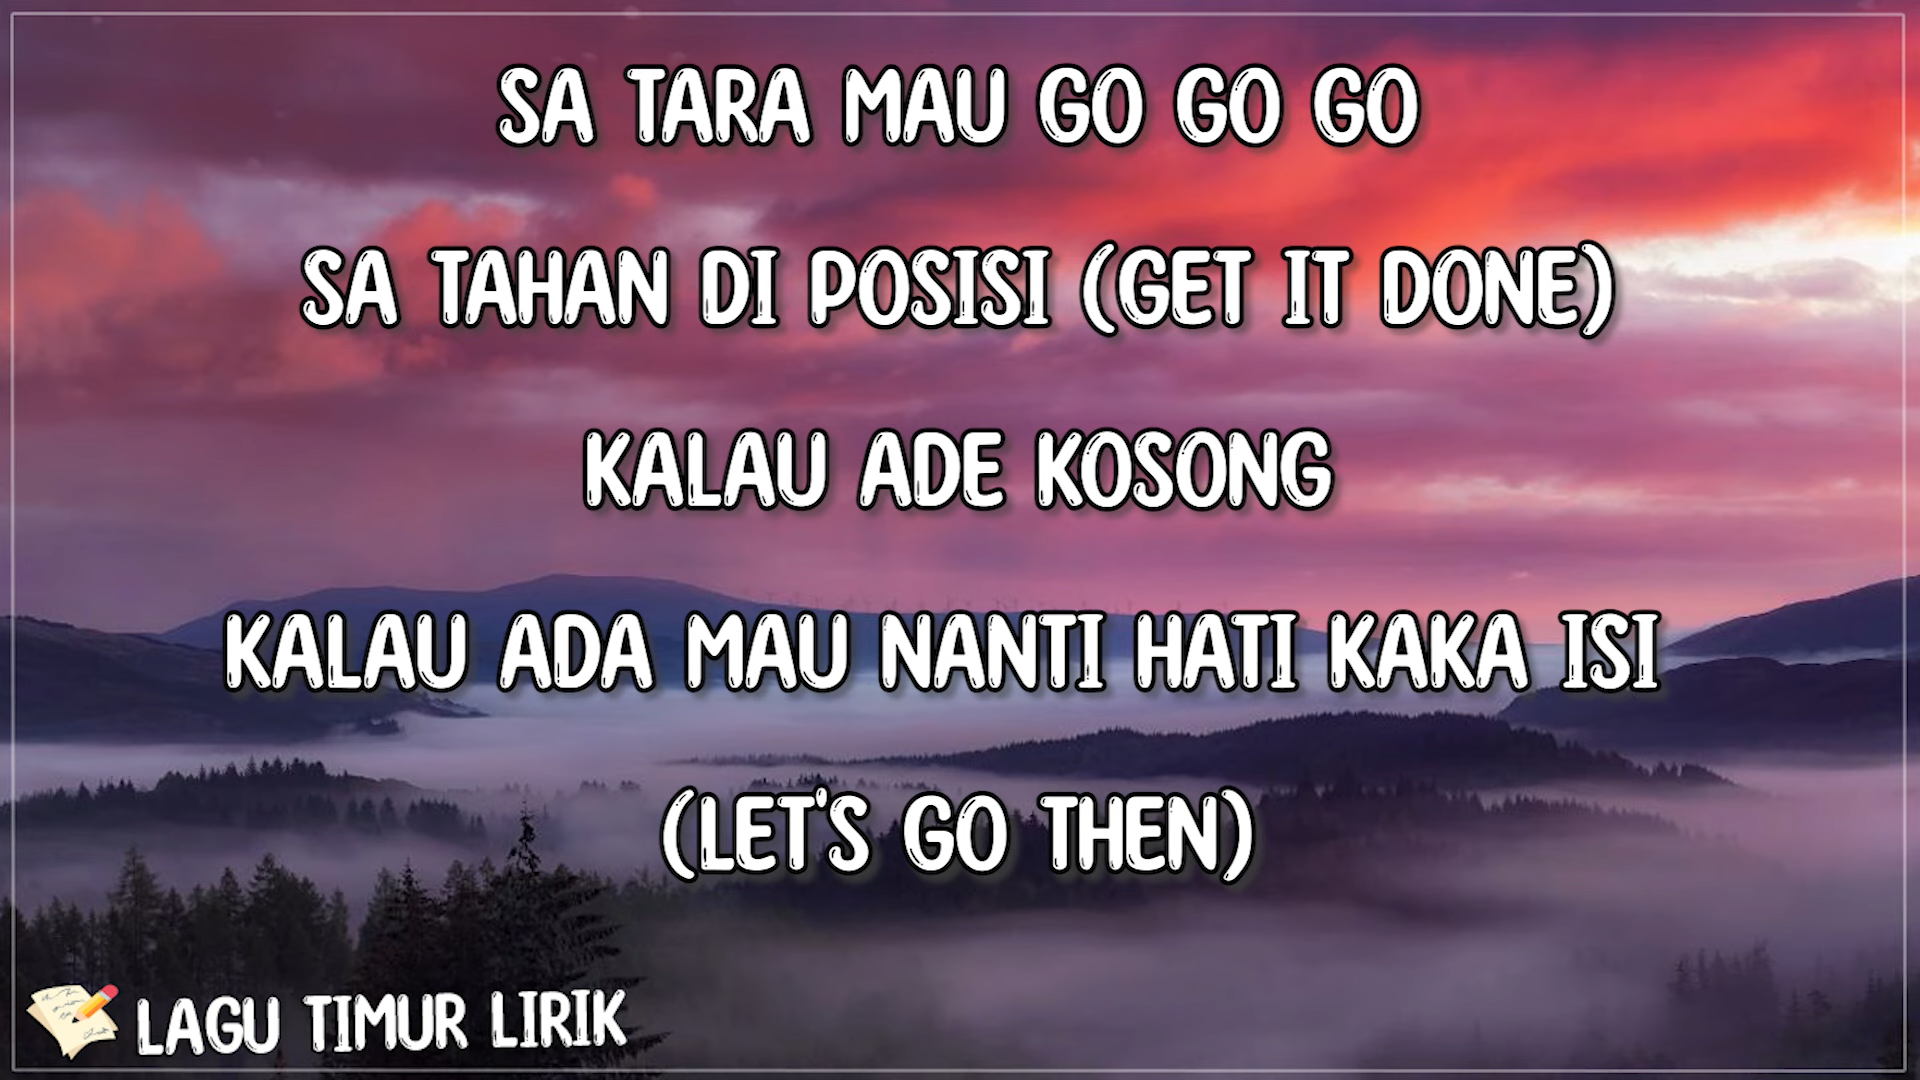 SA TARA MAU GO GO GO
SA TAHAN DI POSISI (GET IT DONE)
KALAU ADE KOSONG
KALAU ADA MAU NANTI HATI KAKA ISI
(LET'S GO THEN)
LAGU TIMUR LIRIK